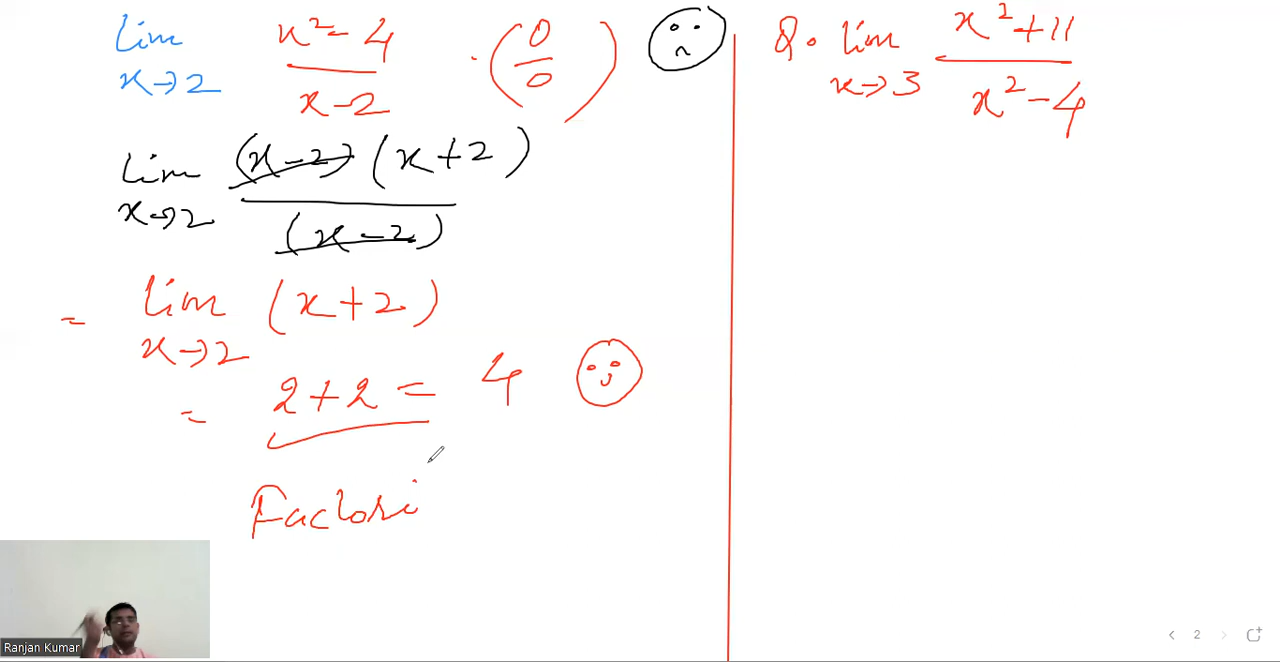 lim x→2 x²-4 / x-2 · (0/0)
lim x→2 (x-2)(x+2) / (x-2)
= lim x→2 (x+2)
= 2+2 = 4
Factori
Q. lim x→3 x²+11 / x²-4
Ranjan Kumar
2